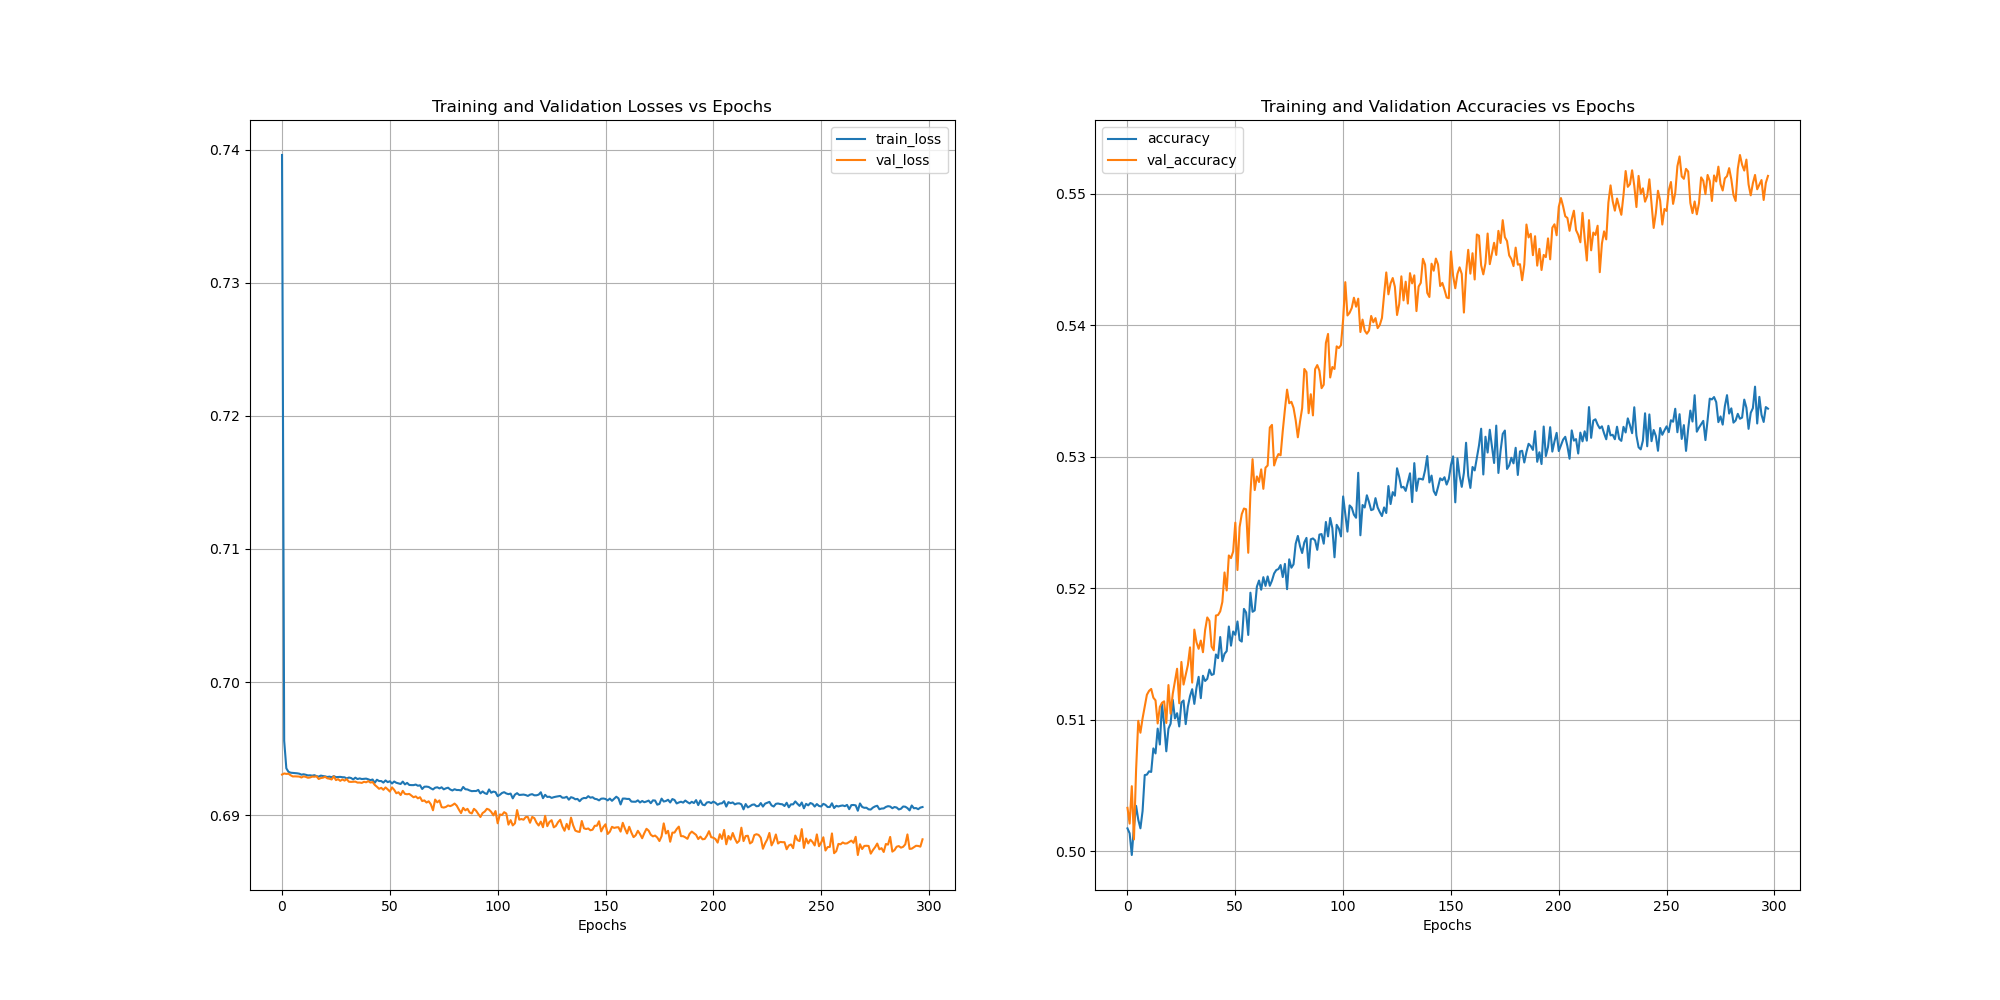 Training and Validation Losses vs Epochs
train_loss
val_loss
0.74
0.73
0.72
0.71
0.70
0.69
0 50 100 150 200 250 300
Epochs
Training and Validation Accuracies vs Epochs
accuracy
val_accuracy
0.55
0.54
0.53
0.52
0.51
0.50
0 50 100 150 200 250 300
Epochs